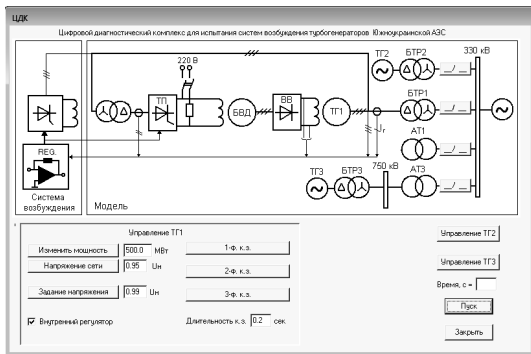 ЦДК
Цифровой диагностический комплекс для испытания систем возбуждения турбогенераторов Южноукраинской АЭС
220 В
ТГ2
БТР2
330 кВ
ТП
БВД
ВВ
ТГ1
БТР1
АТ1
REG.
ТГ3
БТР3
750 кВ
АТ3
Система
возбуждения
Модель
Управление ТГ1
Изменить мощность 500.0 МВт
Напряжение сети 0.95 Uн
Задание напряжения 0.99 Uн
Внутренний регулятор
1-ф. к.з.
2-ф. к.з.
3-ф. к.з.
Длительность к.з. 0.2 сек
Управление ТГ2
Управление ТГ3
Время, с =
Пуск
Закрыть